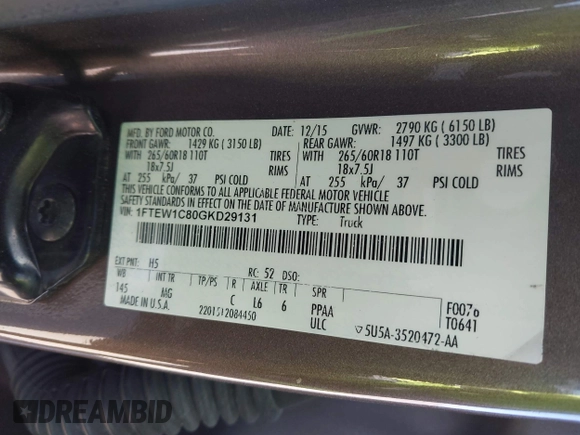 MFD. BY FORD MOTOR CO. DATE: 12/15 GVWR: 2790 KG ( 6150 LB)
FRONT GAWR: 1429 KG ( 3150 LB) REAR GAWR: 1497 KG ( 3300 LB)
WITH 265/60R18 110T TIRES WITH 265/60R18 110T TIRES
18x7.5J RIMS 18x7.5J RIMS
AT 255 kPa/ 37 PSI COLD AT 255 kPa/ 37 PSI COLD
THIS VEHICLE CONFORMS TO ALL APPLICABLE FEDERAL MOTOR VEHICLE
SAFETY STANDARDS IN EFFECT ON THE DATE OF MANUFACTURE SHOWN ABOVE.
VIN: 1FTEW1C80GKD29131 TYPE: Truck
EXT PNT: H5 RC: 52 DSO:
WB INT TR TP/PS R AXLE TR SPR
145 MG C L6 6 PPAA F007
MADE IN U.S.A. 2201512084450 ULC T0641
5U5A-3520472-AA
DREAMBID